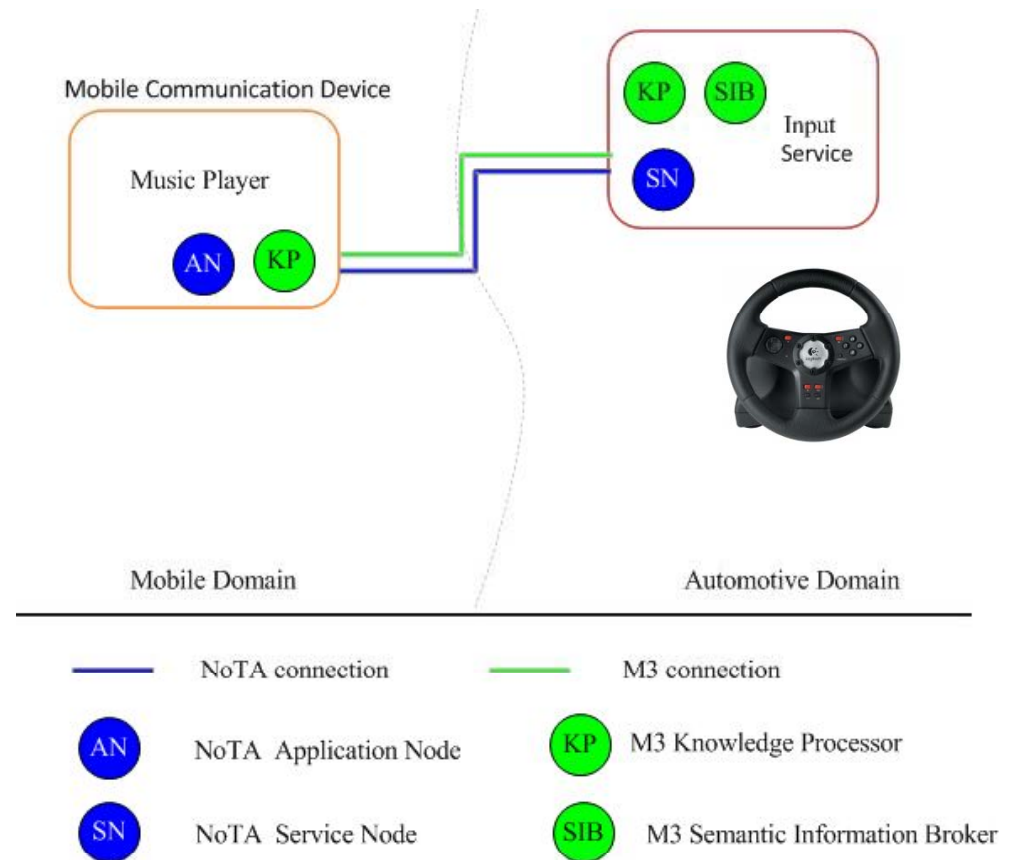 Mobile Communication Device
Music Player
AN
KP
KP
SIB
Input
Service
SN
Mobile Domain
Automotive Domain
NoTA connection
M3 connection
AN
NoTA Application Node
KP
M3 Knowledge Processor
SN
NoTA Service Node
SIB
M3 Semantic Information Broker